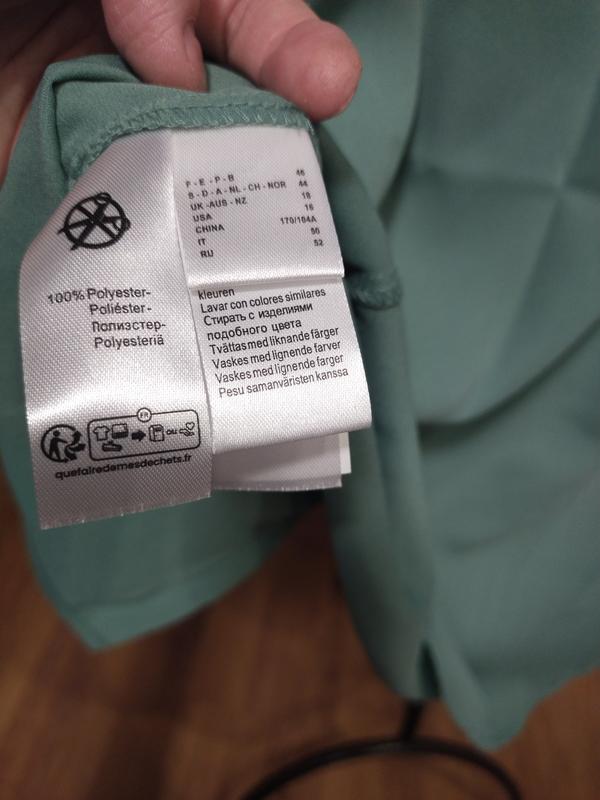 F - E - P - B 46
S - D - A - NL - CH - NOR 44
UK - AUS - NZ 18
USA 16
CHINA 170/104A
IT 50
RU 52
100% Polyester-
Poliéster-
Полиэстер-
Polyesteriä
kleuren
Lavar con colores similares
Стирать с изделиями
подобного цвета
Tvättas med liknande färger
Vaskes med lignende farver
Vaskes med lignende farger
Pesu samanväristen kanssa
FR
OU
quefairedemesdechets.fr